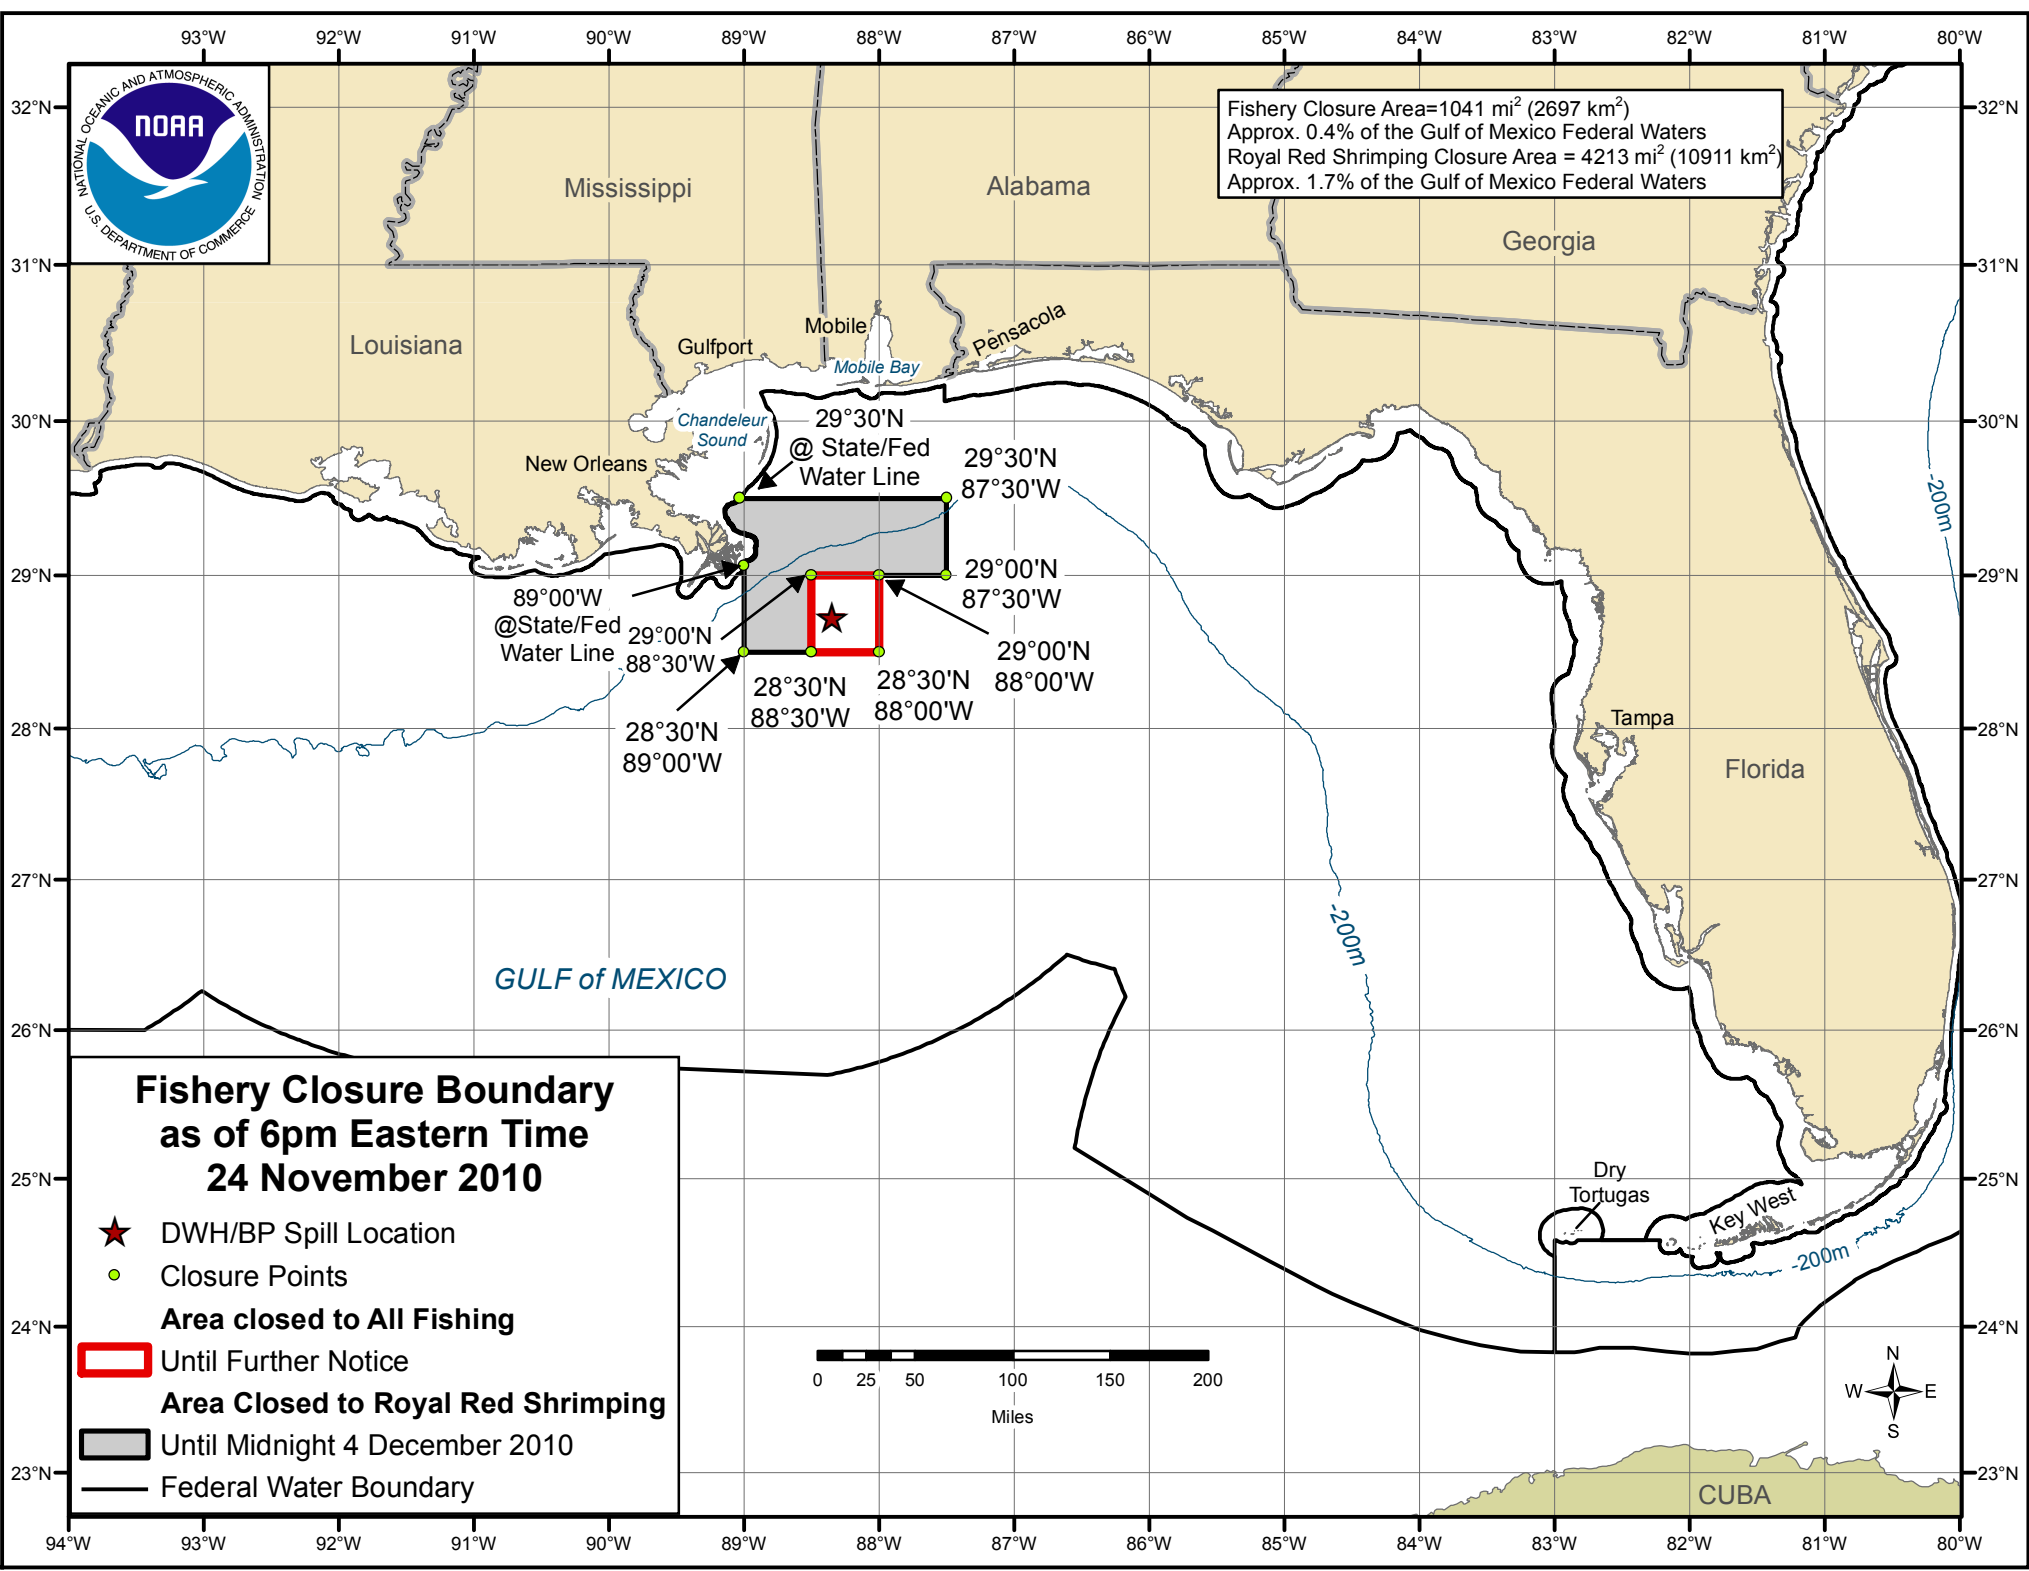 93°W 92°W 91°W 90°W 89°W 88°W 87°W 86°W 85°W 84°W 83°W 82°W 81°W 80°W
NATIONAL OCEANIC AND ATMOSPHERIC ADMINISTRATION
NOAA
U.S. DEPARTMENT OF COMMERCE
Fishery Closure Area=1041 mi² (2697 km²)
Approx. 0.4% of the Gulf of Mexico Federal Waters
Royal Red Shrimping Closure Area = 4213 mi² (10911 km²)
Approx. 1.7% of the Gulf of Mexico Federal Waters
32°N 32°N
Mississippi
Alabama
Georgia
31°N 31°N
Louisiana
Gulfport
Mobile
Pensacola
Mobile Bay
30°N 30°N
Chandeleur
Sound
New Orleans
29°30'N
@ State/Fed
Water Line
29°30'N
87°30'W
-200m
29°N 29°N
29°00'N
87°30'W
89°00'W
@State/Fed
Water Line
29°00'N
88°30'W
29°00'N
88°00'W
28°30'N
88°30'W
28°30'N
88°00'W
28°30'N
89°00'W
28°N 28°N
Tampa
Florida
27°N 27°N
-200m
GULF of MEXICO
26°N 26°N
25°N 25°N
Dry
Tortugas
Key West
-200m
24°N 24°N
23°N 23°N
Fishery Closure Boundary
as of 6pm Eastern Time
24 November 2010
DWH/BP Spill Location
Closure Points
Area closed to All Fishing
Until Further Notice
Area Closed to Royal Red Shrimping
Until Midnight 4 December 2010
Federal Water Boundary
0 25 50 100 150 200
Miles
N
W E
S
CUBA
94°W 93°W 92°W 91°W 90°W 89°W 88°W 87°W 86°W 85°W 84°W 83°W 82°W 81°W 80°W